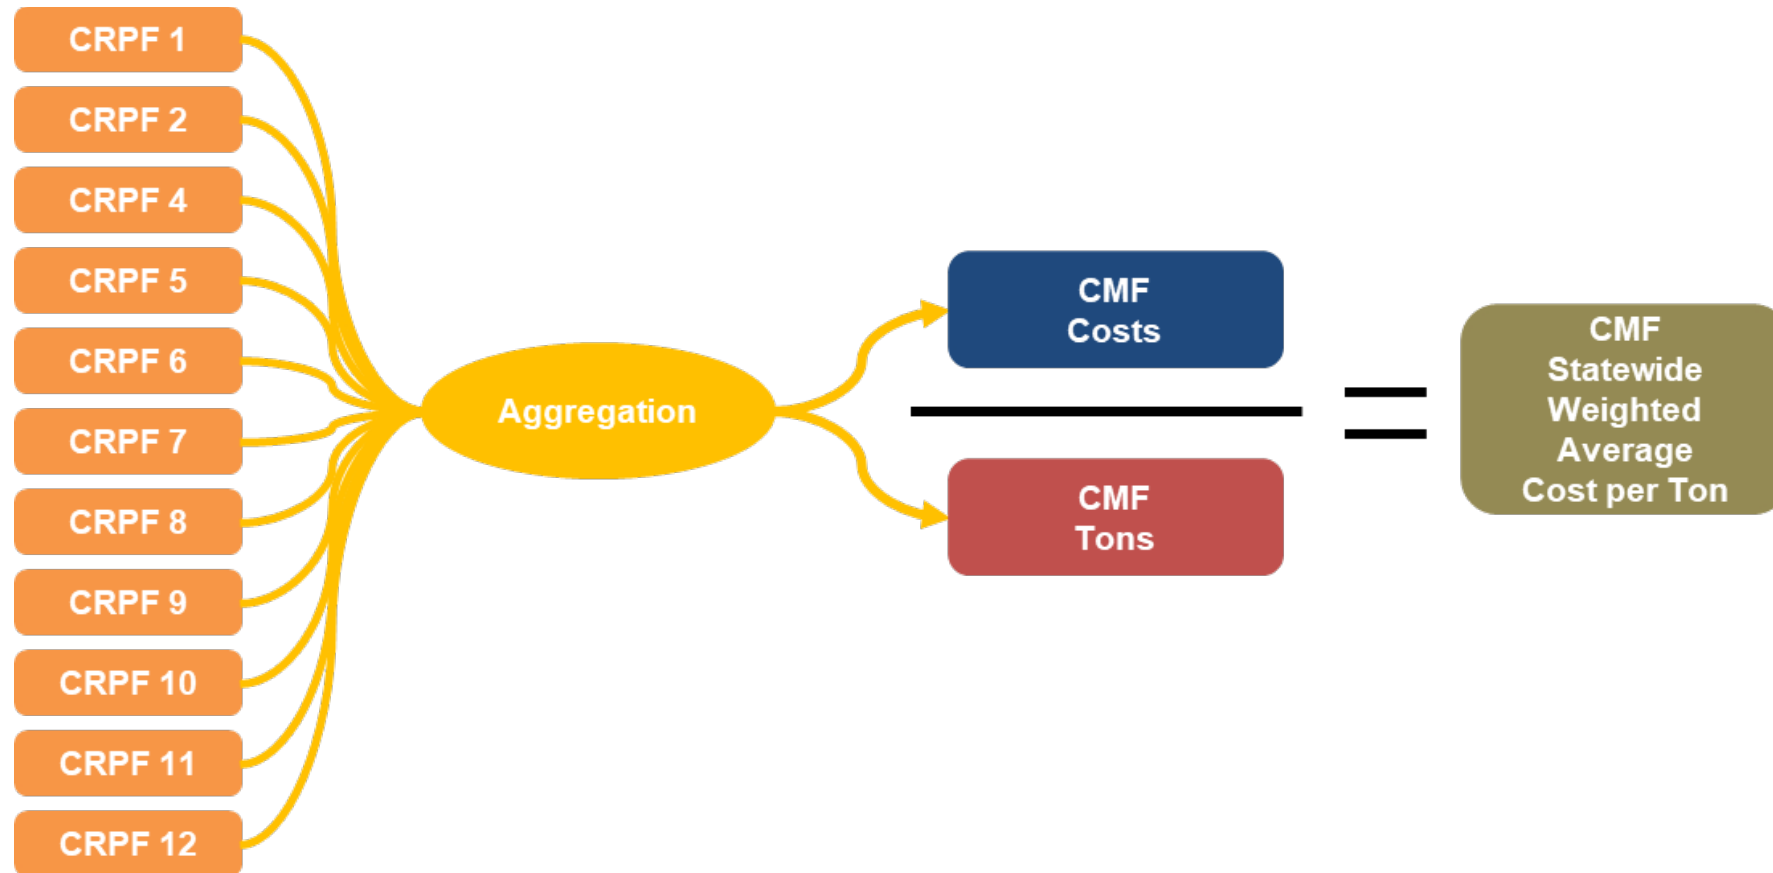 CRPF 1
CRPF 2
CRPF 4
CRPF 5
CRPF 6
CRPF 7
CRPF 8
CRPF 9
CRPF 10
CRPF 11
CRPF 12
Aggregation
CMF
Costs
CMF
Tons
CMF
Statewide
Weighted
Average
Cost per Ton